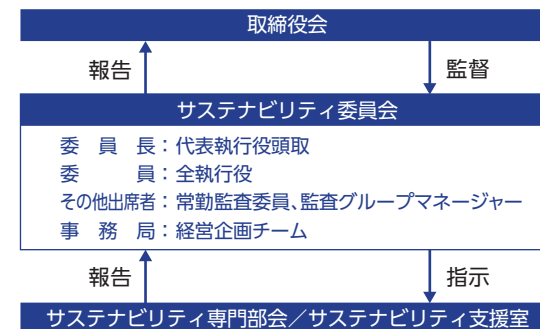 取締役会
報告 監督
サステナビリティ委員会
委員長：代表執行役頭取
委員：全執行役
その他出席者：常勤監査委員、監査グループマネージャー
事務局：経営企画チーム
報告 指示
サステナビリティ専門部会／サステナビリティ支援室